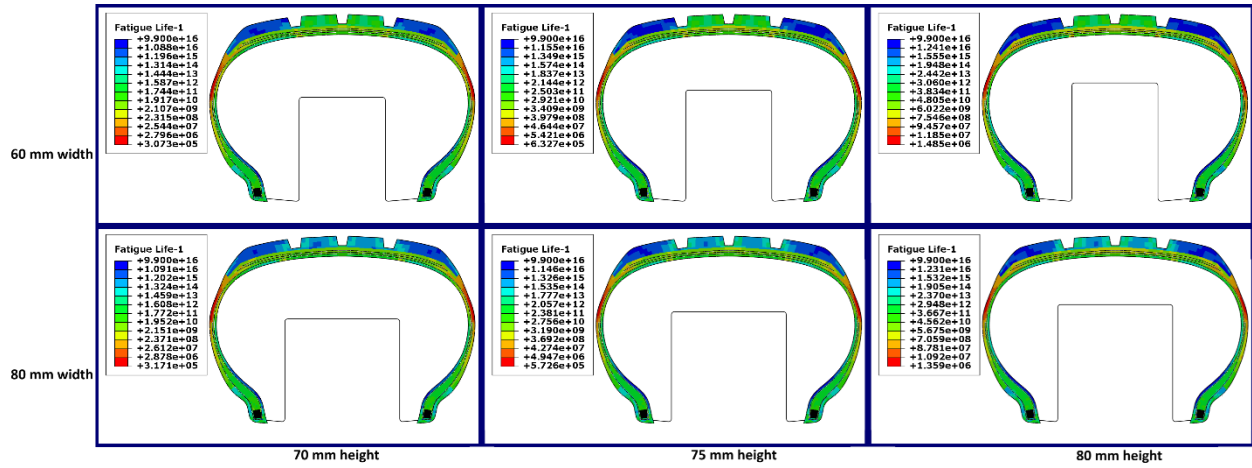 Fatigue Life-1
+9.900e+16
+1.088e+16
+1.196e+15
+1.314e+14
+1.444e+13
+1.587e+12
+1.744e+11
+1.917e+10
+2.107e+09
+2.315e+08
+2.544e+07
+2.796e+06
+3.073e+05
Fatigue Life-1
+9.900e+16
+1.155e+16
+1.349e+15
+1.574e+14
+1.837e+13
+2.144e+12
+2.503e+11
+2.921e+10
+3.409e+09
+3.979e+08
+4.644e+07
+5.421e+06
+6.327e+05
Fatigue Life-1
+9.900e+16
+1.241e+16
+1.555e+15
+1.948e+14
+2.442e+13
+3.060e+12
+3.834e+11
+4.805e+10
+6.022e+09
+7.546e+08
+9.457e+07
+1.185e+07
+1.485e+06
60 mm width
Fatigue Life-1
+9.900e+16
+1.091e+16
+1.202e+15
+1.324e+14
+1.459e+13
+1.608e+12
+1.772e+11
+1.952e+10
+2.151e+09
+2.371e+08
+2.612e+07
+2.878e+06
+3.171e+05
Fatigue Life-1
+9.900e+16
+1.146e+16
+1.326e+15
+1.535e+14
+1.777e+13
+2.057e+12
+2.381e+11
+2.756e+10
+3.190e+09
+3.692e+08
+4.274e+07
+4.947e+06
+5.726e+05
Fatigue Life-1
+9.900e+16
+1.231e+16
+1.532e+15
+1.905e+14
+2.370e+13
+2.948e+12
+3.667e+11
+4.562e+10
+5.675e+09
+7.059e+08
+8.781e+07
+1.092e+07
+1.359e+06
80 mm width
70 mm height
75 mm height
80 mm height